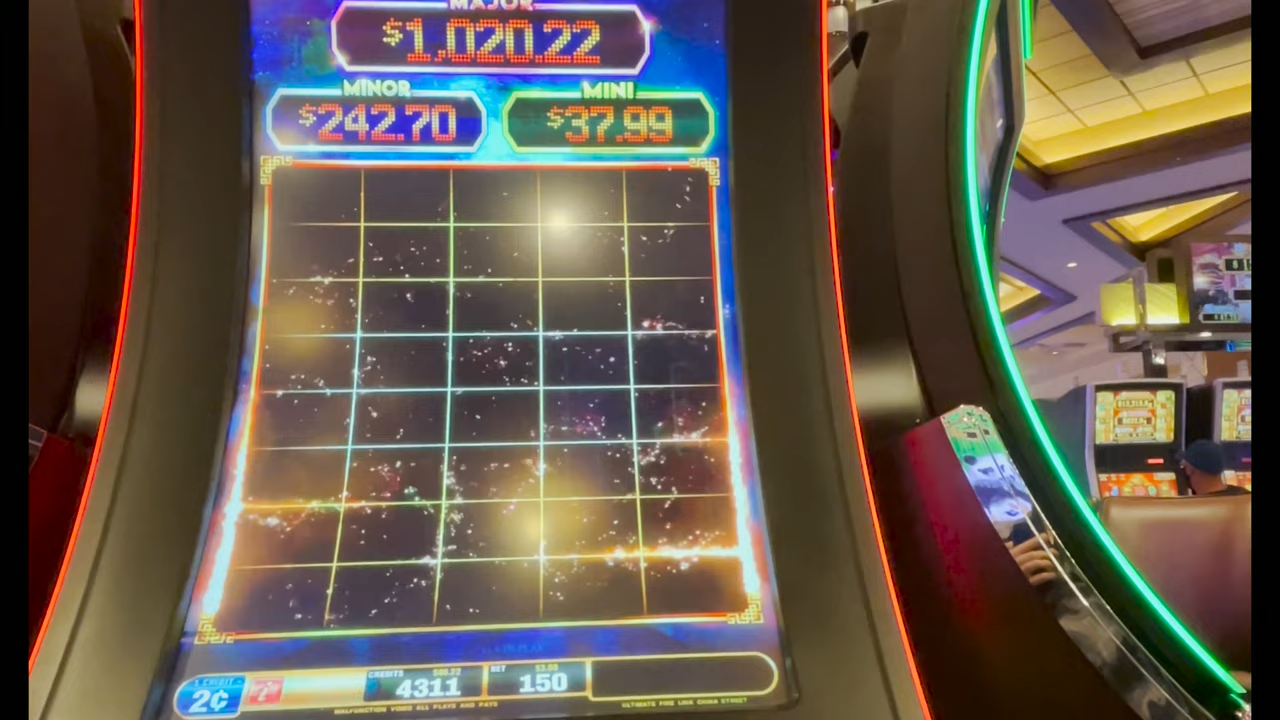 MAJOR
$1,020.22
MINOR
$242.70
MINI
$37.99
1 CREDIT
2¢
CREDITS $86.22
4311
BET $3.00
150
MALFUNCTION VOIDS ALL PLAYS AND PAYS
ULTIMATE FIRE LINK CHINA STREET